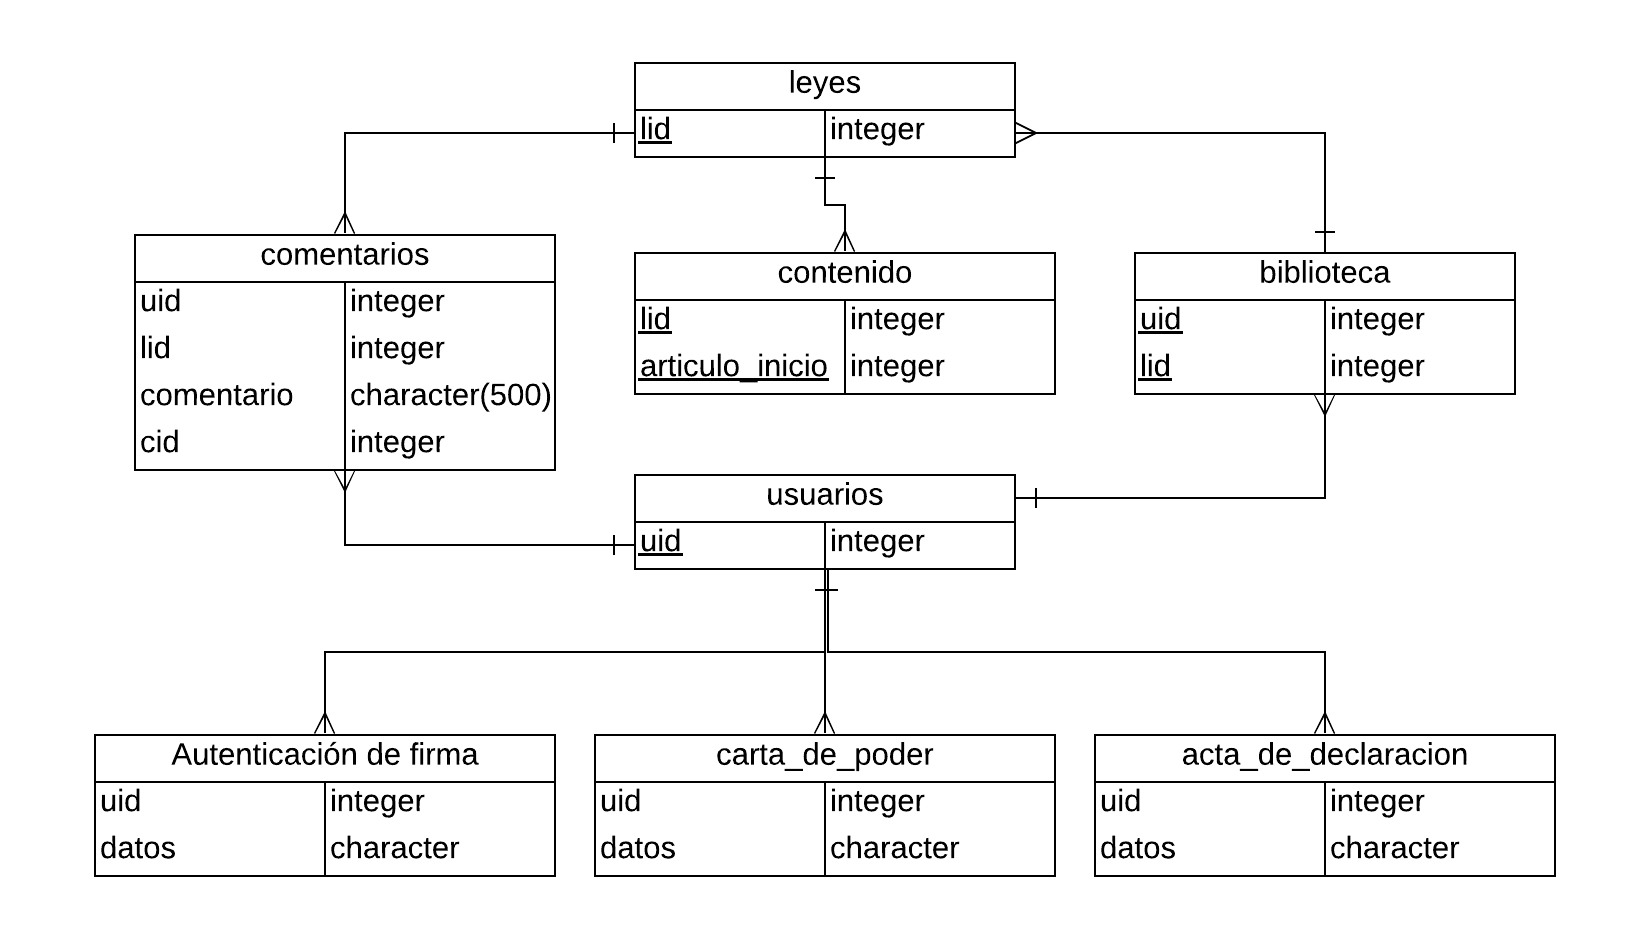 leyes
lid integer
comentarios
uid integer
lid integer
comentario character(500)
cid integer
contenido
lid integer
articulo_inicio integer
biblioteca
uid integer
lid integer
usuarios
uid integer
Autenticación de firma
uid integer
datos character
carta_de_poder
uid integer
datos character
acta_de_declaracion
uid integer
datos character